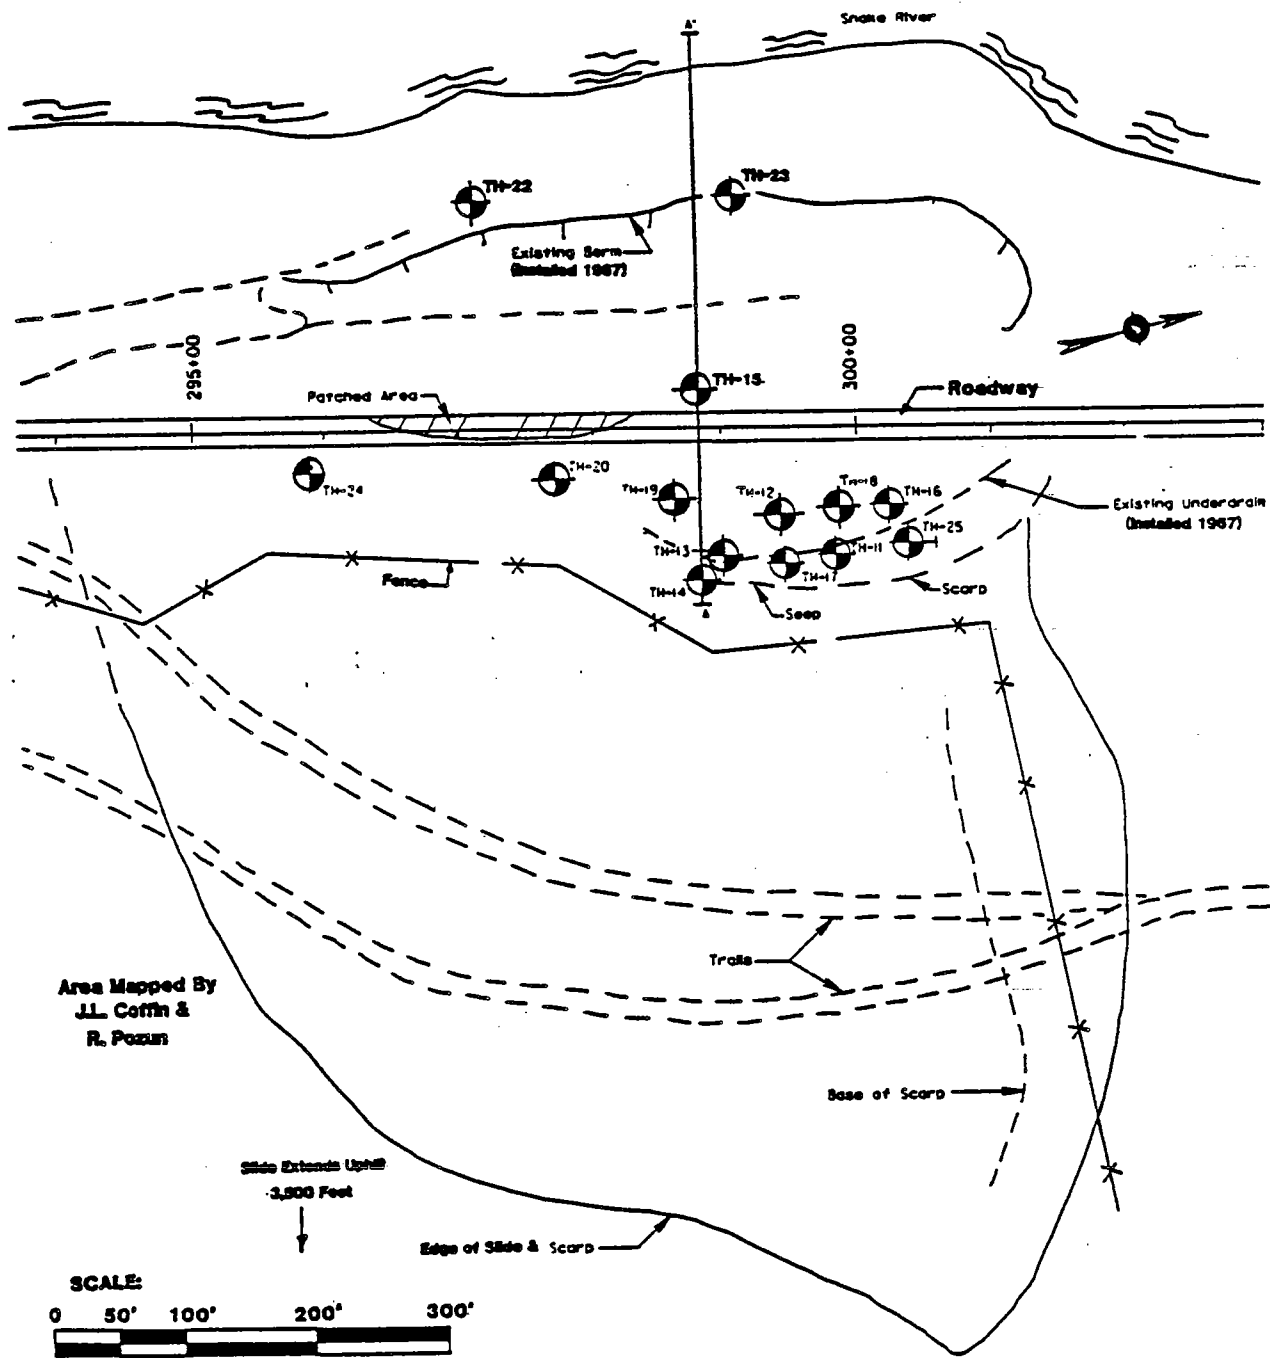 Snake River
A'
TH-22
TH-23
Existing Berm
(Installed 1967)
295+00
300+00
TH-15
Patched Area
Roadway
TH-24
TH-20
TH-19
TH-12
TH-18
TH-16
Existing Underdrain
(Installed 1967)
TH-25
TH-13
TH-11
TH-14
TH-17
Fence
A
Seep
Scarp
Trails
Area Mapped By
J.L. Coffin &
R. Pozun
Base of Scarp
Slide Extends Uphill
3,500 Feet
Edge of Slide & Scarp
SCALE:
0 50' 100' 200' 300'